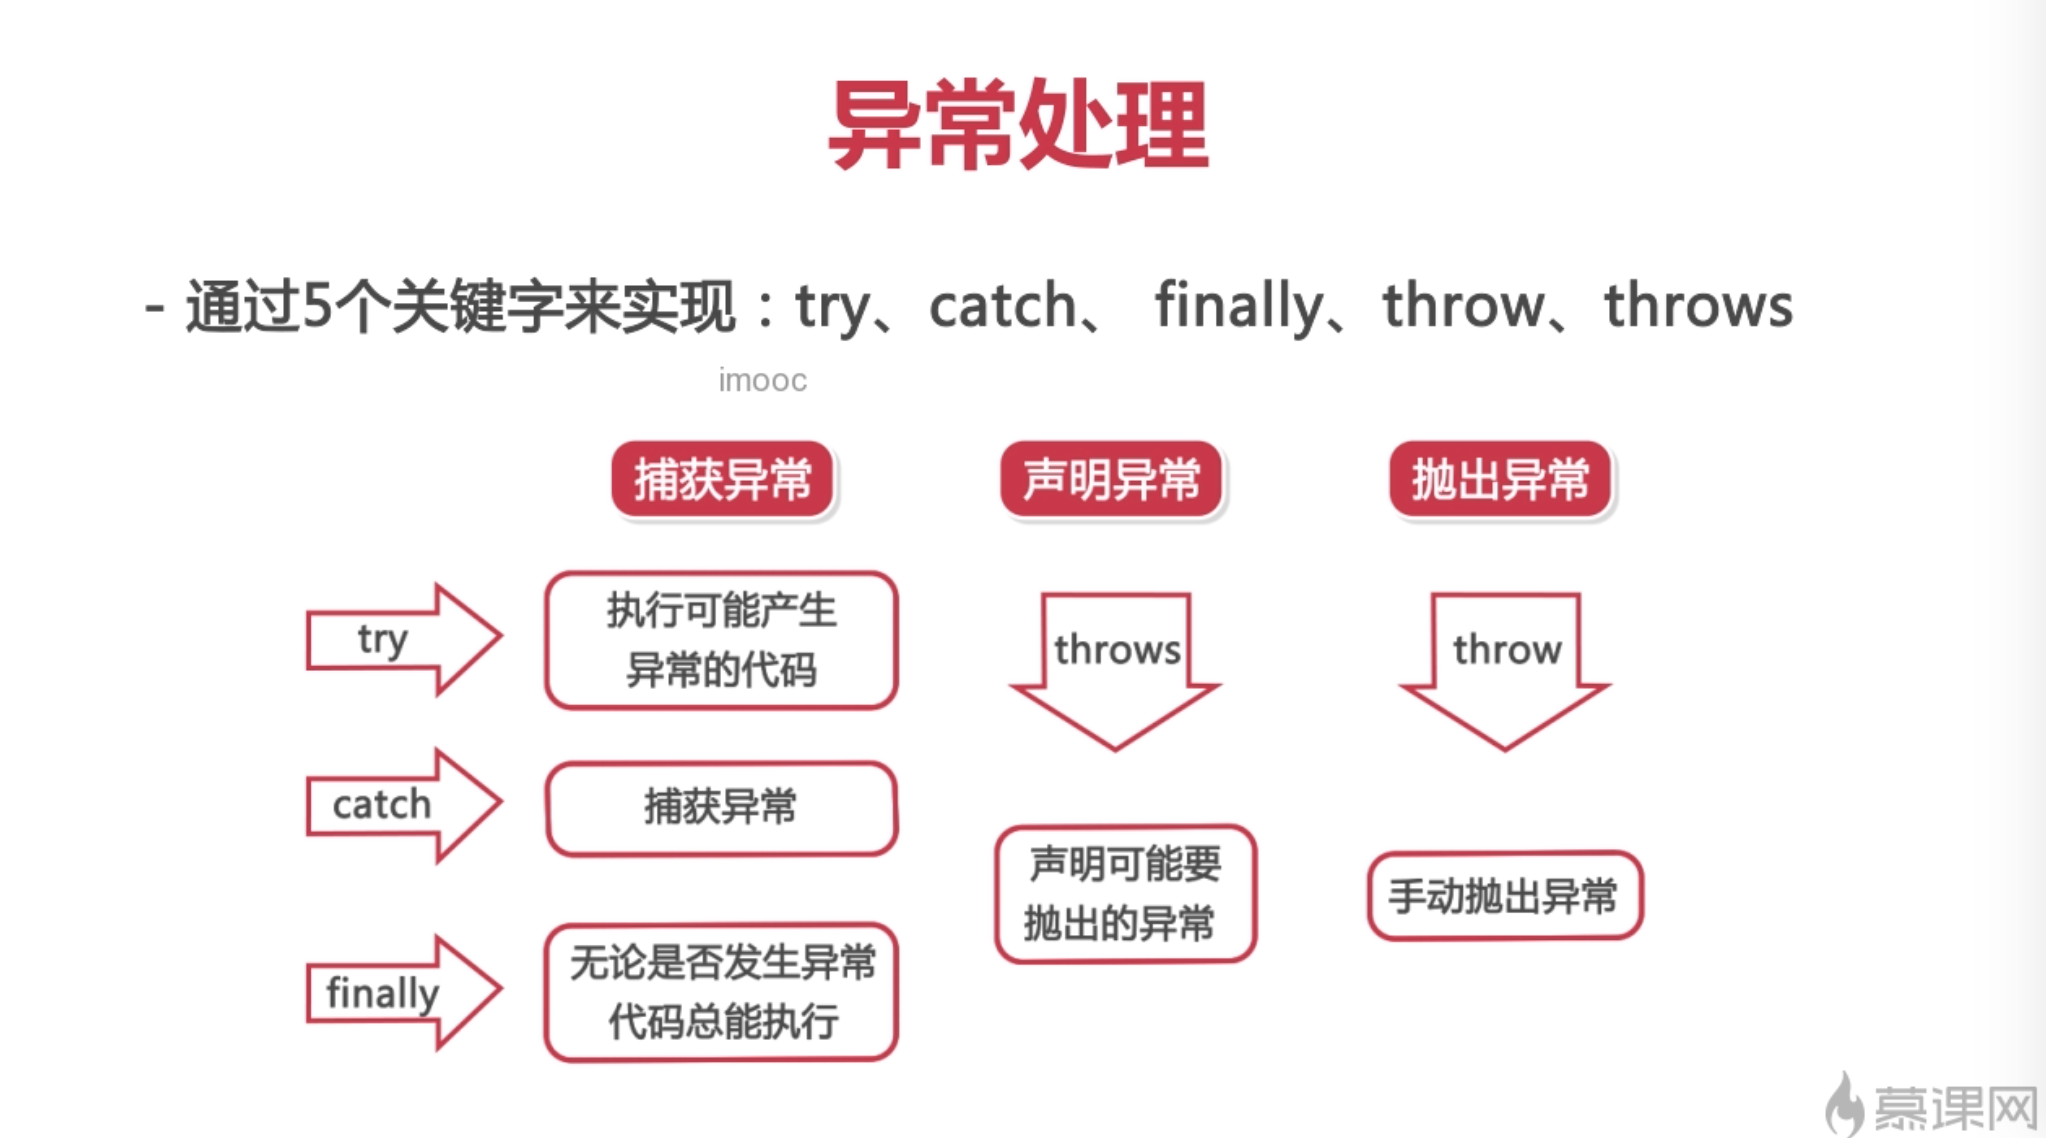 异常处理
- 通过5个关键字来实现：try、catch、 finally、throw、throws
imooc
捕获异常
声明异常
抛出异常
try
执行可能产生
异常的代码
catch
捕获异常
finally
无论是否发生异常
代码总能执行
throws
声明可能要
抛出的异常
throw
手动抛出异常
慕课网